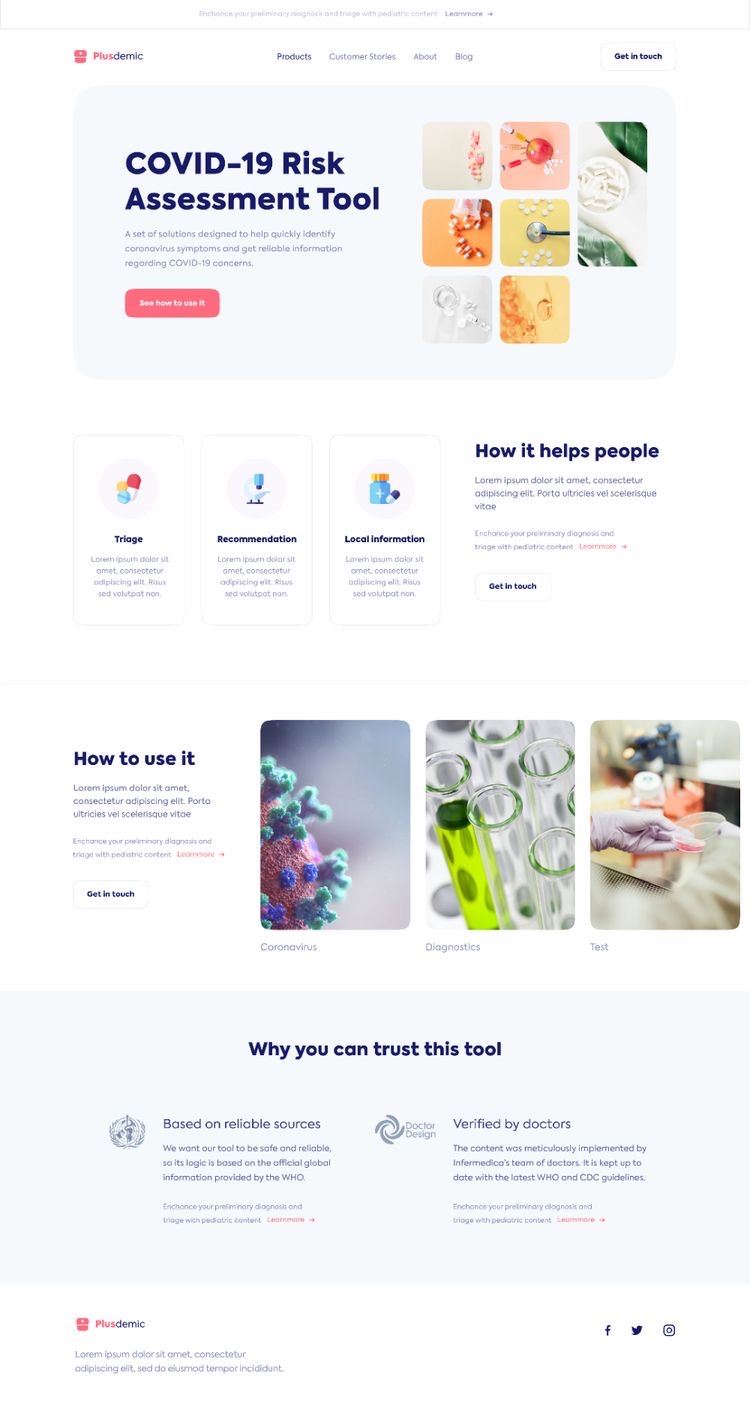 Enchance your preliminary diagnosis and triage with pediatric content Learnmore →
Plusdemic
Products
Customer Stories
About
Blog
Get in touch
COVID-19 Risk
Assessment Tool
A set of solutions designed to help quickly identify
coronavirus symptoms and get reliable information
regarding COVID-19 concerns.
See how to use it
Triage
Lorem ipsum dolor sit
amet, consectetur
adipiscing elit. Risus
sed volutpat non.
Recommendation
Lorem ipsum dolor sit
amet, consectetur
adipiscing elit. Risus
sed volutpat non.
Local information
Lorem ipsum dolor sit
amet, consectetur
adipiscing elit. Risus
sed volutpat non.
How it helps people
Lorem ipsum dolor sit amet, consectetur
adipiscing elit. Porta ultricies vel scelerisque
vitae
Enchance your preliminary diagnosis and
triage with pediatric content Learnmore →
Get in touch
How to use it
Lorem ipsum dolor sit amet,
consectetur adipiscing elit. Porta
ultricies vel scelerisque vitae
Enchance your preliminary diagnosis and
triage with pediatric content Learnmore →
Get in touch
Coronavirus
Diagnostics
Test
Why you can trust this tool
Based on reliable sources
We want our tool to be safe and reliable,
so its logic is based on the official global
information provided by the WHO.
Enchance your preliminary diagnosis and
triage with pediatric content Learnmore →
Doctor
Design
Verified by doctors
The content was meticulously implemented by
Infermedica's team of doctors. It is kept up to
date with the latest WHO and CDC guidelines.
Enchance your preliminary diagnosis and
triage with pediatric content Learnmore →
Plusdemic
Lorem ipsum dolor sit amet, consectetur
adipiscing elit, sed do eiusmod tempor incididunt.